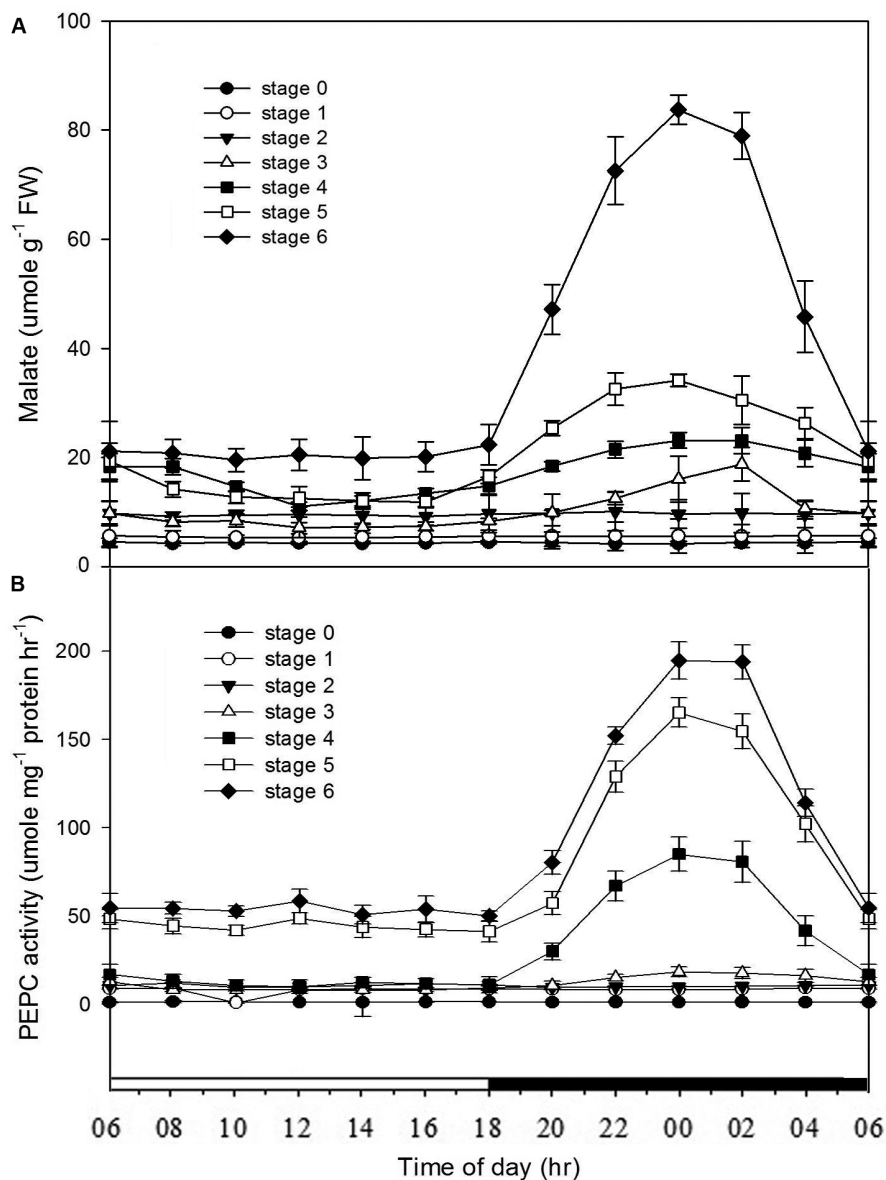 A
100
80
60
40
20
0
Malate (umole g⁻¹ FW)
stage 0
stage 1
stage 2
stage 3
stage 4
stage 5
stage 6
B
200
150
100
50
0
PEPC activity (umole mg⁻¹ protein hr⁻¹)
stage 0
stage 1
stage 2
stage 3
stage 4
stage 5
stage 6
06 08 10 12 14 16 18 20 22 00 02 04 06
Time of day (hr)